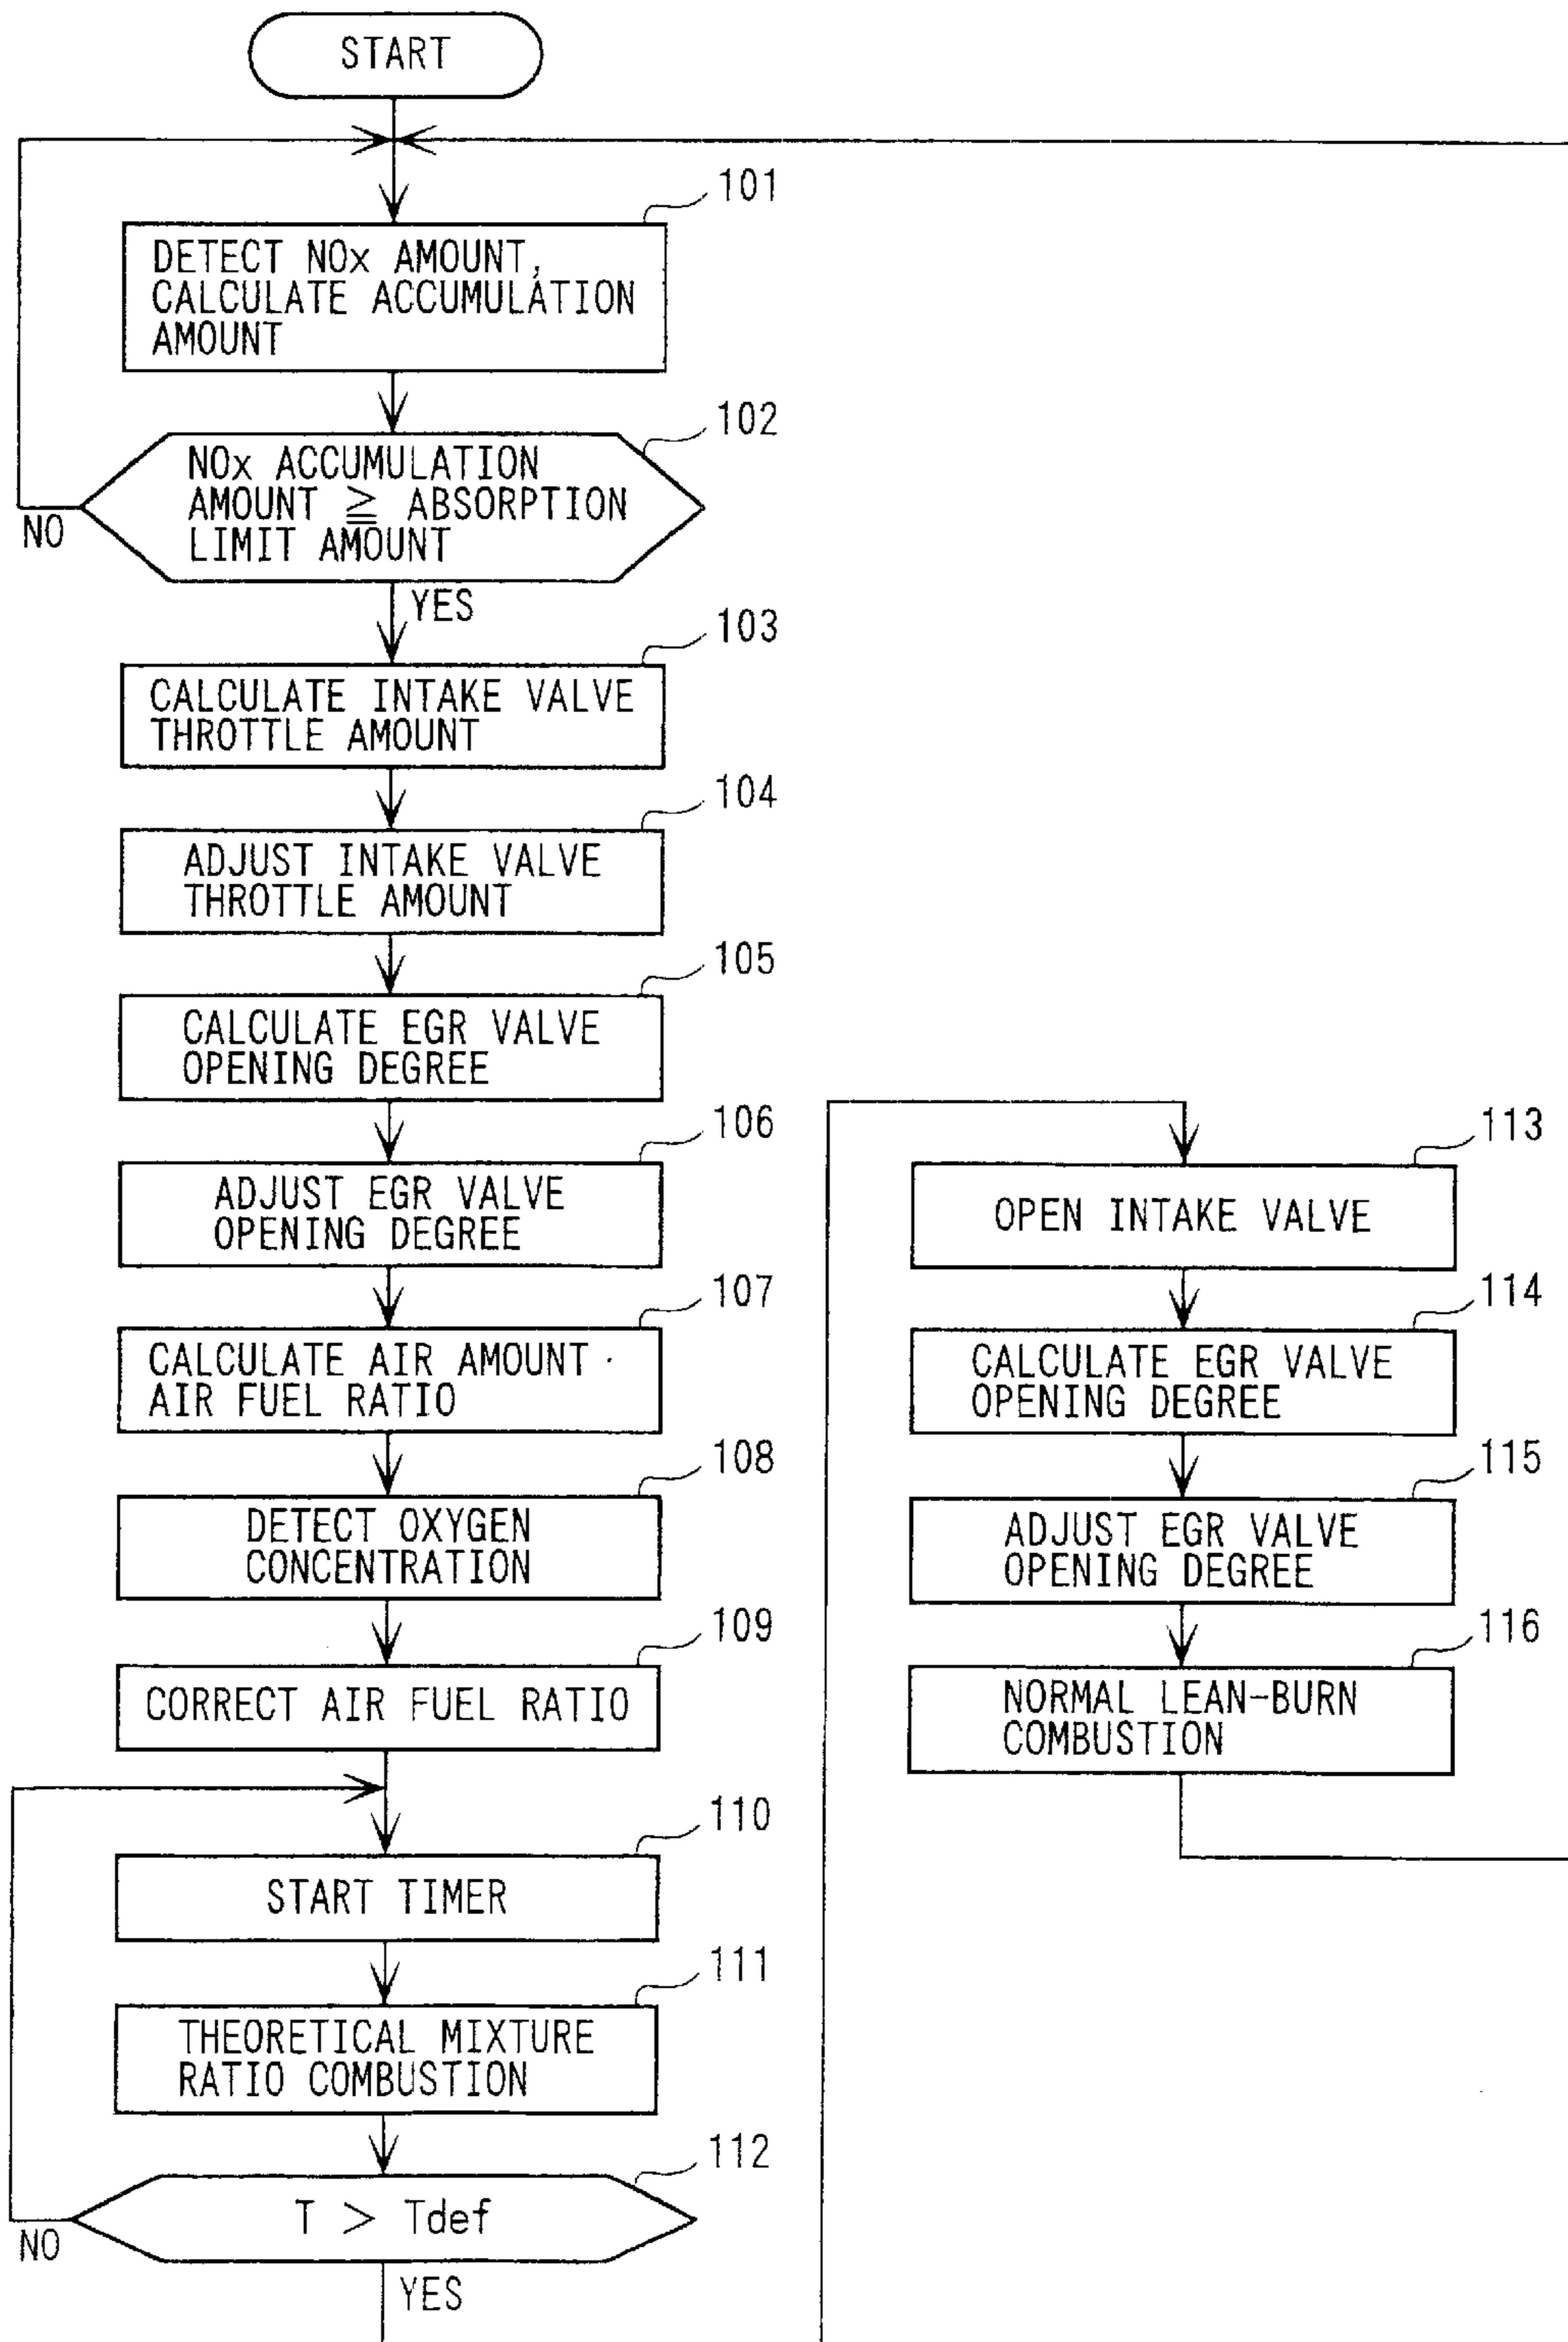 START
101
DETECT NOx AMOUNT,
CALCULATE ACCUMULATION
AMOUNT
102
NOx ACCUMULATION
AMOUNT ≧ ABSORPTION
LIMIT AMOUNT
NO
YES
103
CALCULATE INTAKE VALVE
THROTTLE AMOUNT
104
ADJUST INTAKE VALVE
THROTTLE AMOUNT
105
CALCULATE EGR VALVE
OPENING DEGREE
106
ADJUST EGR VALVE
OPENING DEGREE
107
CALCULATE AIR AMOUNT
AIR FUEL RATIO
108
DETECT OXYGEN
CONCENTRATION
109
CORRECT AIR FUEL RATIO
110
START TIMER
111
THEORETICAL MIXTURE
RATIO COMBUSTION
112
T > Tdef
NO
YES
113
OPEN INTAKE VALVE
114
CALCULATE EGR VALVE
OPENING DEGREE
115
ADJUST EGR VALVE
OPENING DEGREE
116
NORMAL LEAN-BURN
COMBUSTION